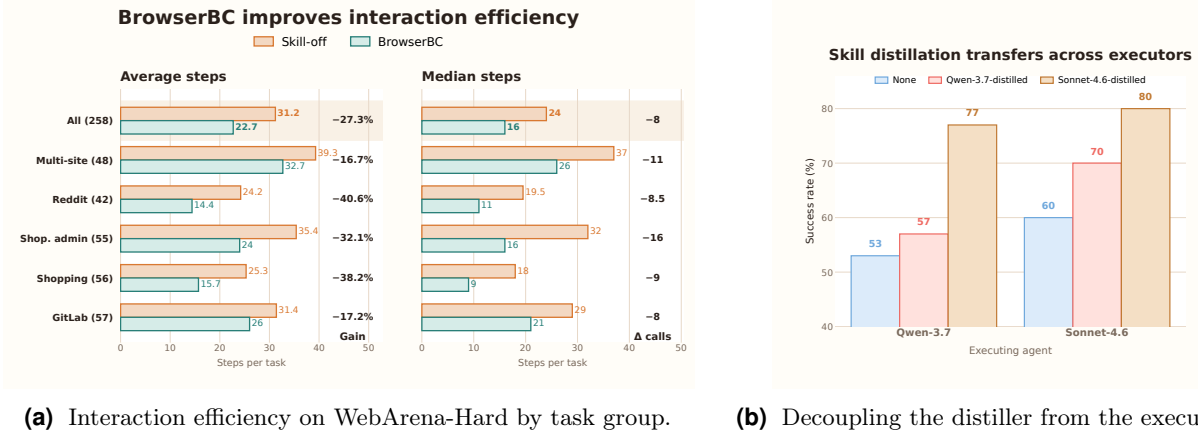 BrowserBC improves interaction efficiency
Skill-off BrowserBC
Average steps
All (258) 31.2 22.7 −27.3%
Multi-site (48) 39.3 32.7 −16.7%
Reddit (42) 24.2 14.4 −40.6%
Shop. admin (55) 35.4 24 −32.1%
Shopping (56) 25.3 15.7 −38.2%
GitLab (57) 31.4 26 −17.2%
Gain
0 10 20 30 40 50
Steps per task
Median steps
24 16 −8
37 26 −11
19.5 11 −8.5
32 16 −16
18 9 −9
29 21 −8
Δ calls
0 10 20 30 40 50
Steps per task
(a) Interaction efficiency on WebArena-Hard by task group.
Skill distillation transfers across executors
None Qwen-3.7-distilled Sonnet-4.6-distilled
Success rate (%)
80
70
60
50
40
53 57 77
60 70 80
Qwen-3.7 Sonnet-4.6
Executing agent
(b) Decoupling the distiller from the execu